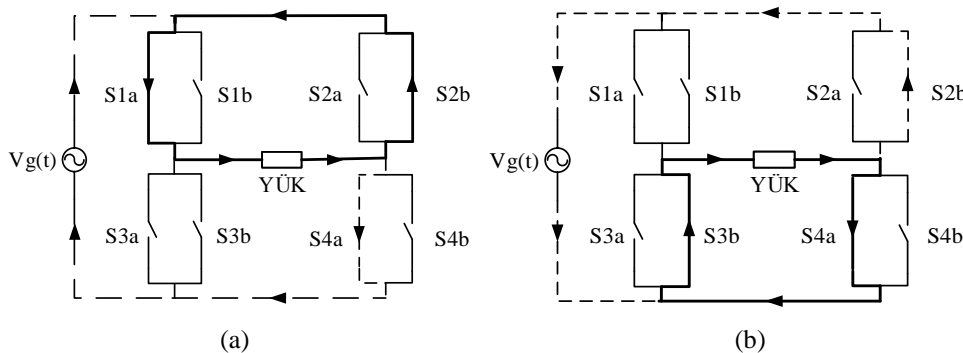 S1a S1b S2a S2b
Vg(t) YÜK
S3a S3b S4a S4b
(a)
S1a S1b S2a S2b
Vg(t) YÜK
S3a S3b S4a S4b
(b)